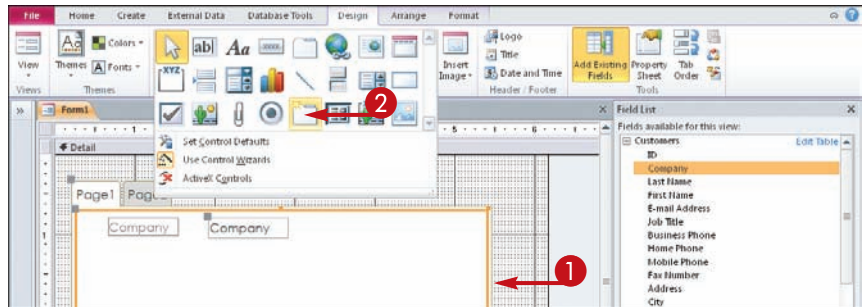 File Home Create External Data Database Tools Design Arrange Format
View
Views
Themes
Colors
A Fonts
Themes
Aa
ab| Aa xxxx
XYZ
Set Control Defaults
Use Control Wizards
ActiveX Controls
Insert
Image
Logo
Title
Date and Time
Header / Footer
Add Existing
Fields
Property
Sheet
Tab
Order
Tools
Form1
Detail
Page1
Company Company
1
2
Field List
Fields available for this view:
Customers Edit Table
ID
Company
Last Name
First Name
E-mail Address
Job Title
Business Phone
Home Phone
Mobile Phone
Fax Number
Address
City